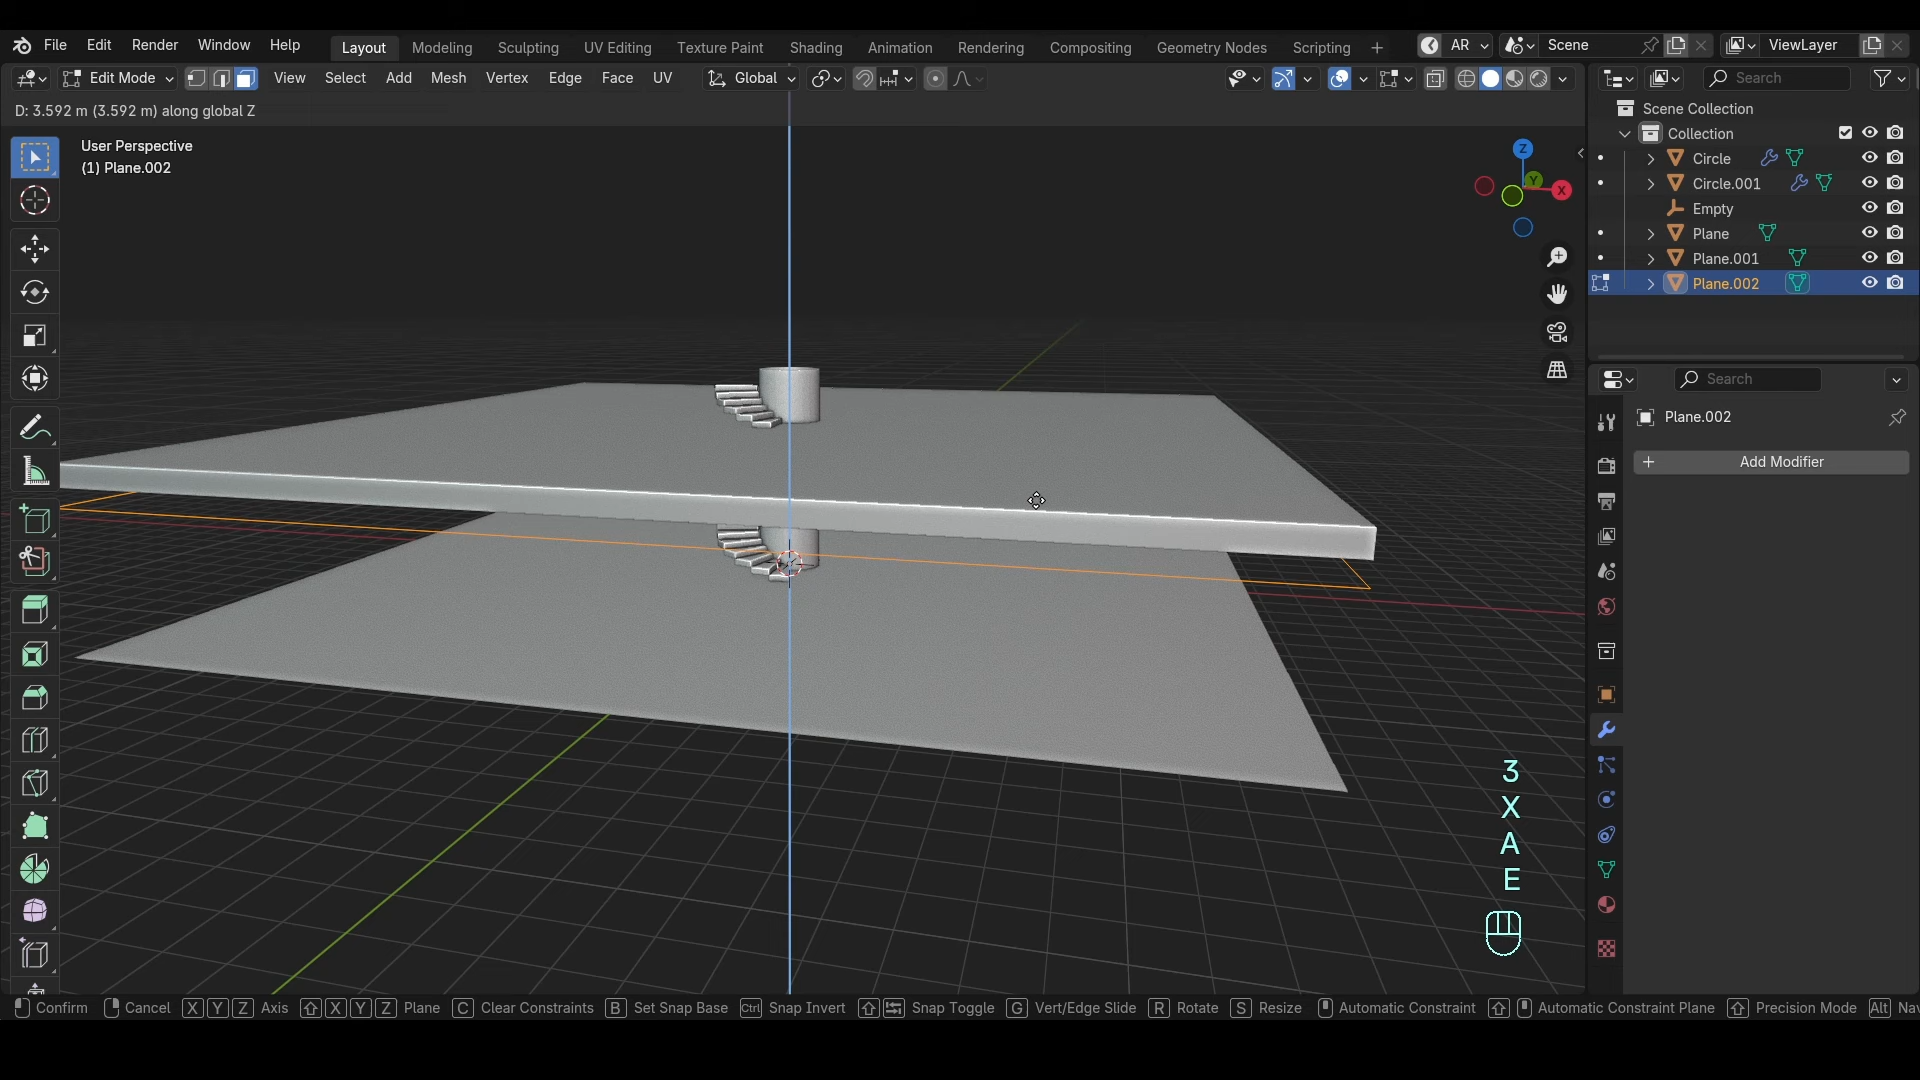 File Edit Render Window Help Layout Modeling Sculpting UV Editing Texture Paint Shading Animation Rendering Compositing Geometry Nodes Scripting + AR Scene ViewLayer
Edit Mode View Select Add Mesh Vertex Edge Face UV Global Search
D: 3.592 m (3.592 m) along global Z
User Perspective
(1) Plane.002
Z
Y
X
Scene Collection
Collection
Circle
Circle.001
Empty
Plane
Plane.001
Plane.002
Search
Plane.002
+ Add Modifier
3
X
A
E
Confirm Cancel X Y Z Axis X Y Z Plane C Clear Constraints B Set Snap Base Ctrl Snap Invert Snap Toggle G Vert/Edge Slide R Rotate S Resize Automatic Constraint Automatic Constraint Plane Precision Mode Alt Nav